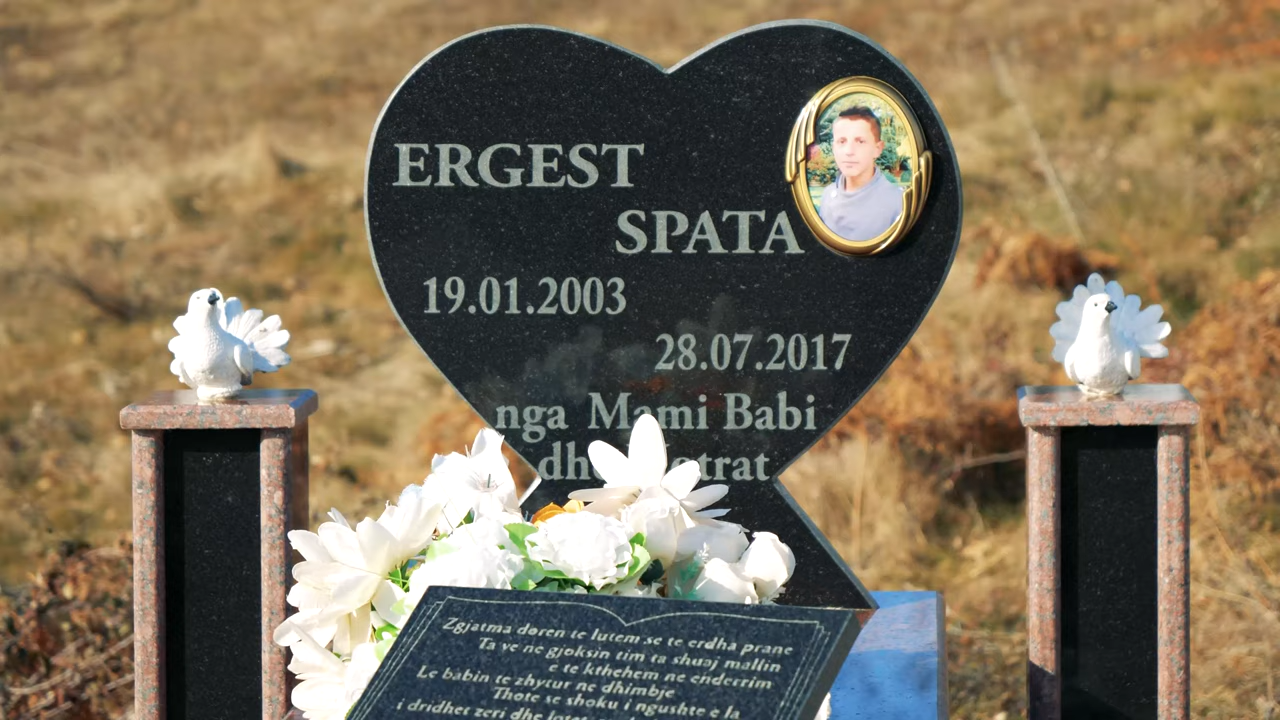 ERGEST
SPATA
19.01.2003
28.07.2017
nga Mami Babi
Zgjatma doren te lutem se te erdha prane
Ta ve ne gjoksin tim ta shuaj mallin
e te kthehem ne enderrim
Le babin te zhytur ne dhimbje
Thote se shoku i ngushte e la
i dridhet zeri dhe